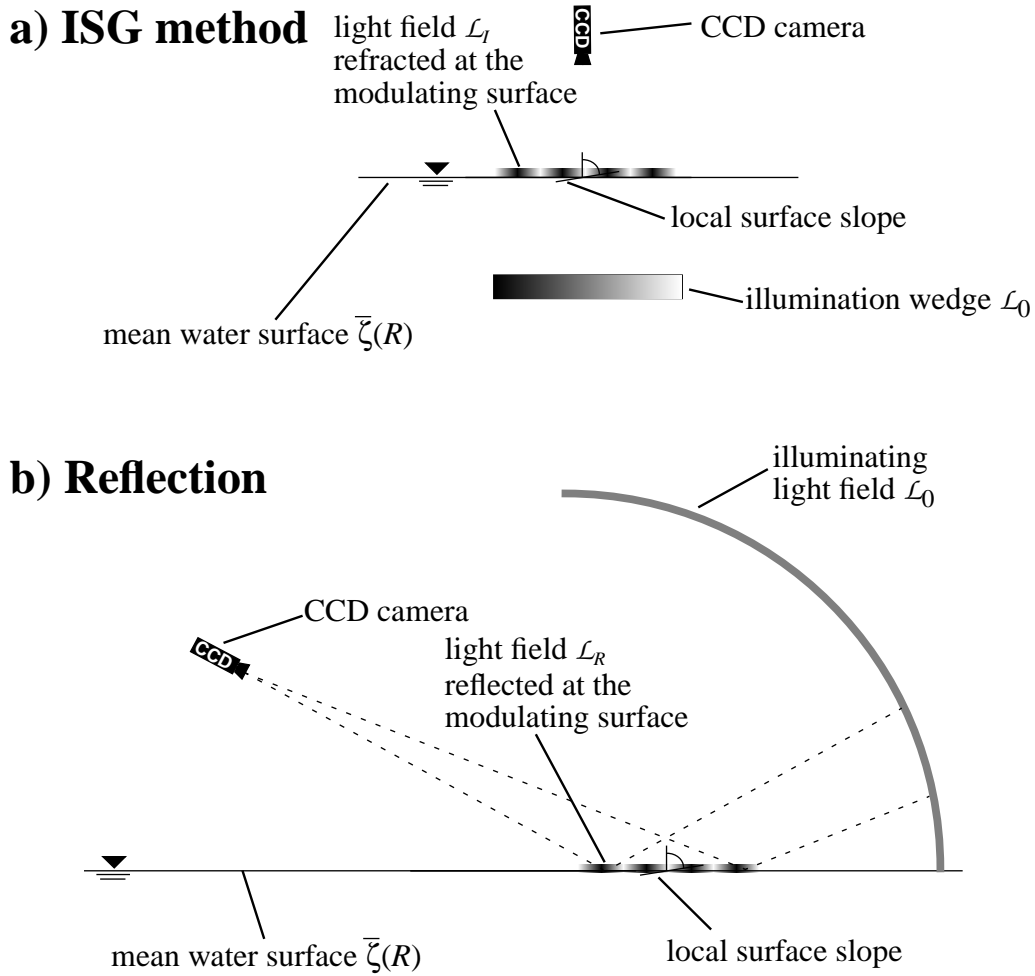 a) ISG method
light field ℒI
refracted at the
modulating surface
CCD
CCD camera
local surface slope
illumination wedge ℒ0
mean water surface ζ̅(R)
b) Reflection
illuminating
light field ℒ0
CCD camera
CCD
light field ℒR
reflected at the
modulating surface
mean water surface ζ̅(R)
local surface slope